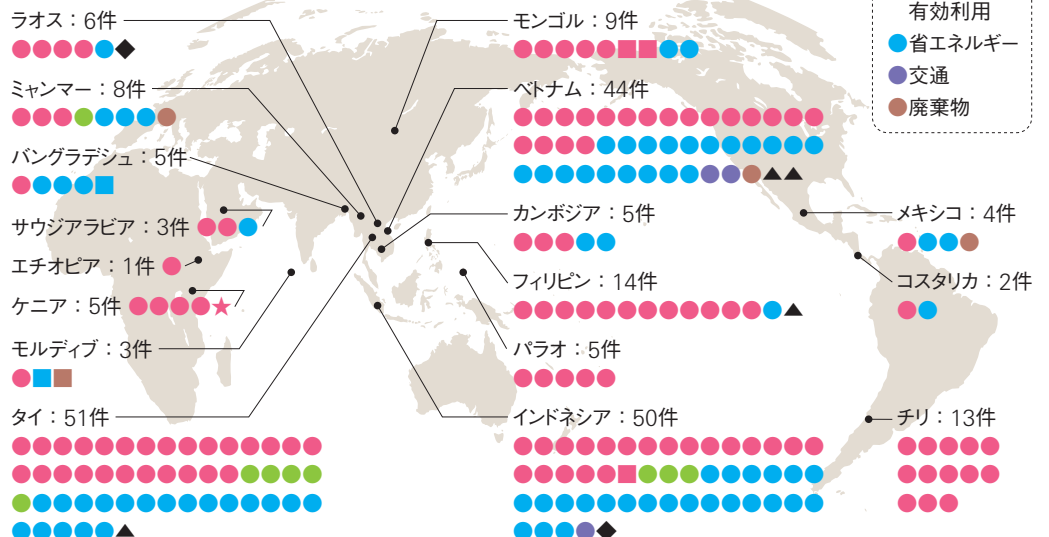 ラオス：6件
ミャンマー：8件
バングラデシュ：5件
サウジアラビア：3件
エチオピア：1件
ケニア：5件
モルディブ：3件
タイ：51件
モンゴル：9件
ベトナム：44件
カンボジア：5件
フィリピン：14件
パラオ：5件
インドネシア：50件
有効利用
省エネルギー
交通
廃棄物
メキシコ：4件
コスタリカ：2件
チリ：13件